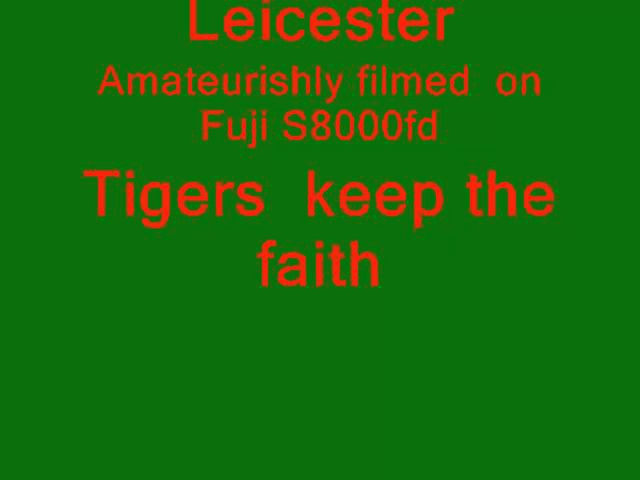 Leicester
Amateurishly filmed on
Fuji S8000fd
Tigers keep the
faith